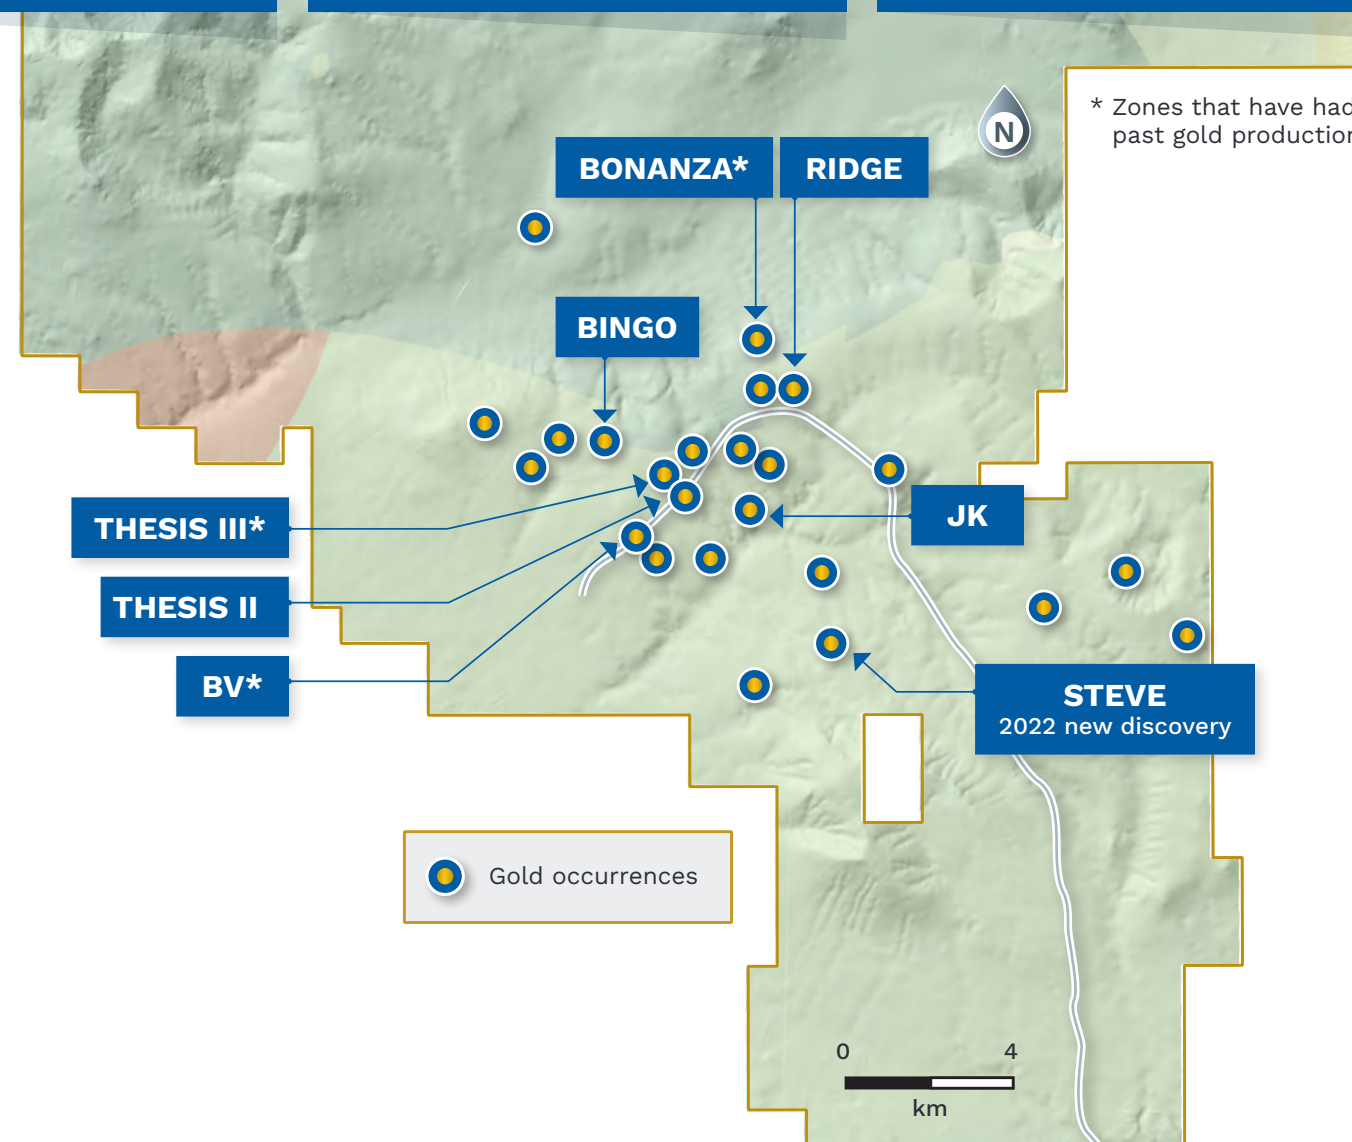 * Zones that have had
past gold production
N
BONANZA*
RIDGE
BINGO
THESIS III*
JK
THESIS II
BV*
STEVE
2022 new discovery
Gold occurrences
0 4
km